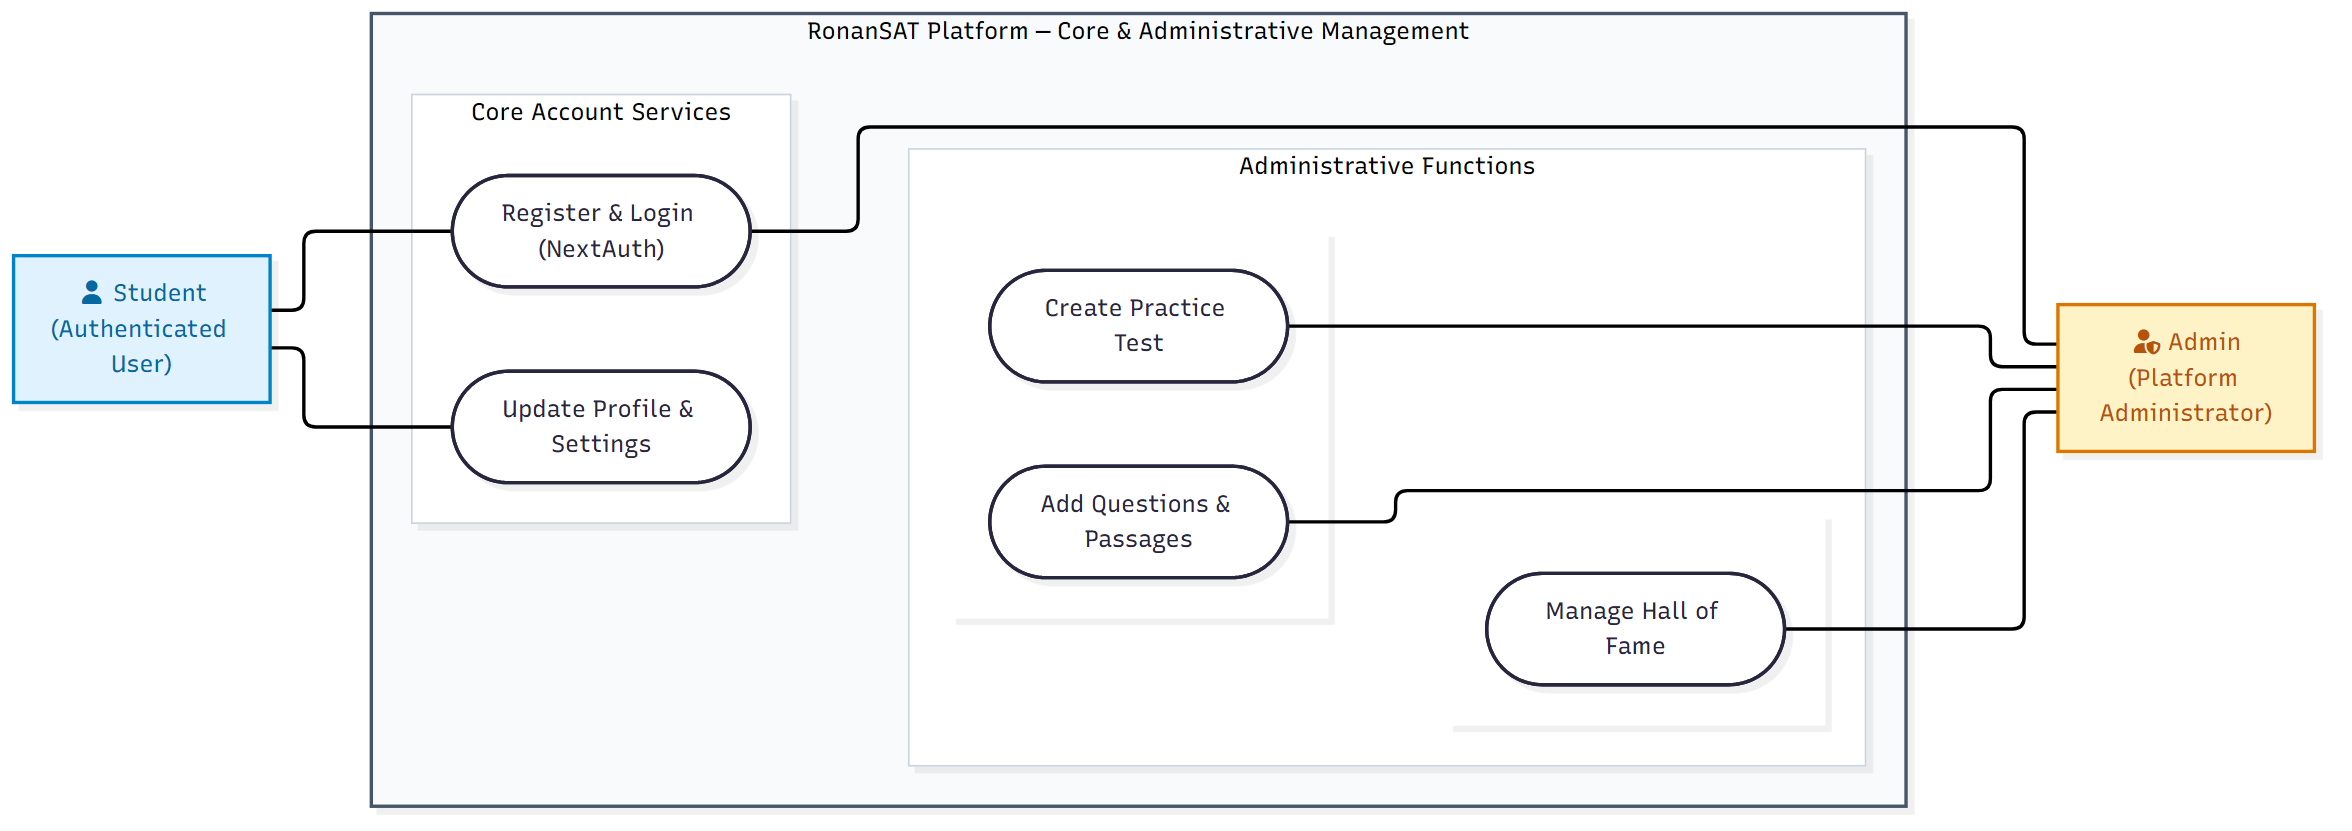 RonanSAT Platform – Core & Administrative Management
Core Account Services
Register & Login
(NextAuth)
Update Profile &
Settings
Student
(Authenticated
User)
Administrative Functions
Create Practice
Test
Add Questions &
Passages
Manage Hall of
Fame
Admin
(Platform
Administrator)